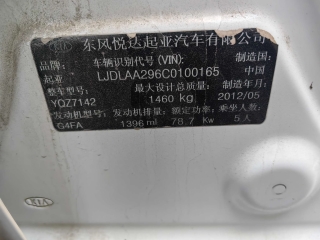 东风悦达起亚汽车有限公司
品牌: 车辆识别代号(VIN): 制造国:
起亚 LJDLAA296C0100165 中国
整车型号: 最大设计总质量: 制造年月:
YQZ7142 1460 kg 2012/05
发动机型号: 发动机排量: 额定功率: 乘坐人数:
G4FA 1396 ml 78.7 Kw 5人
KIA